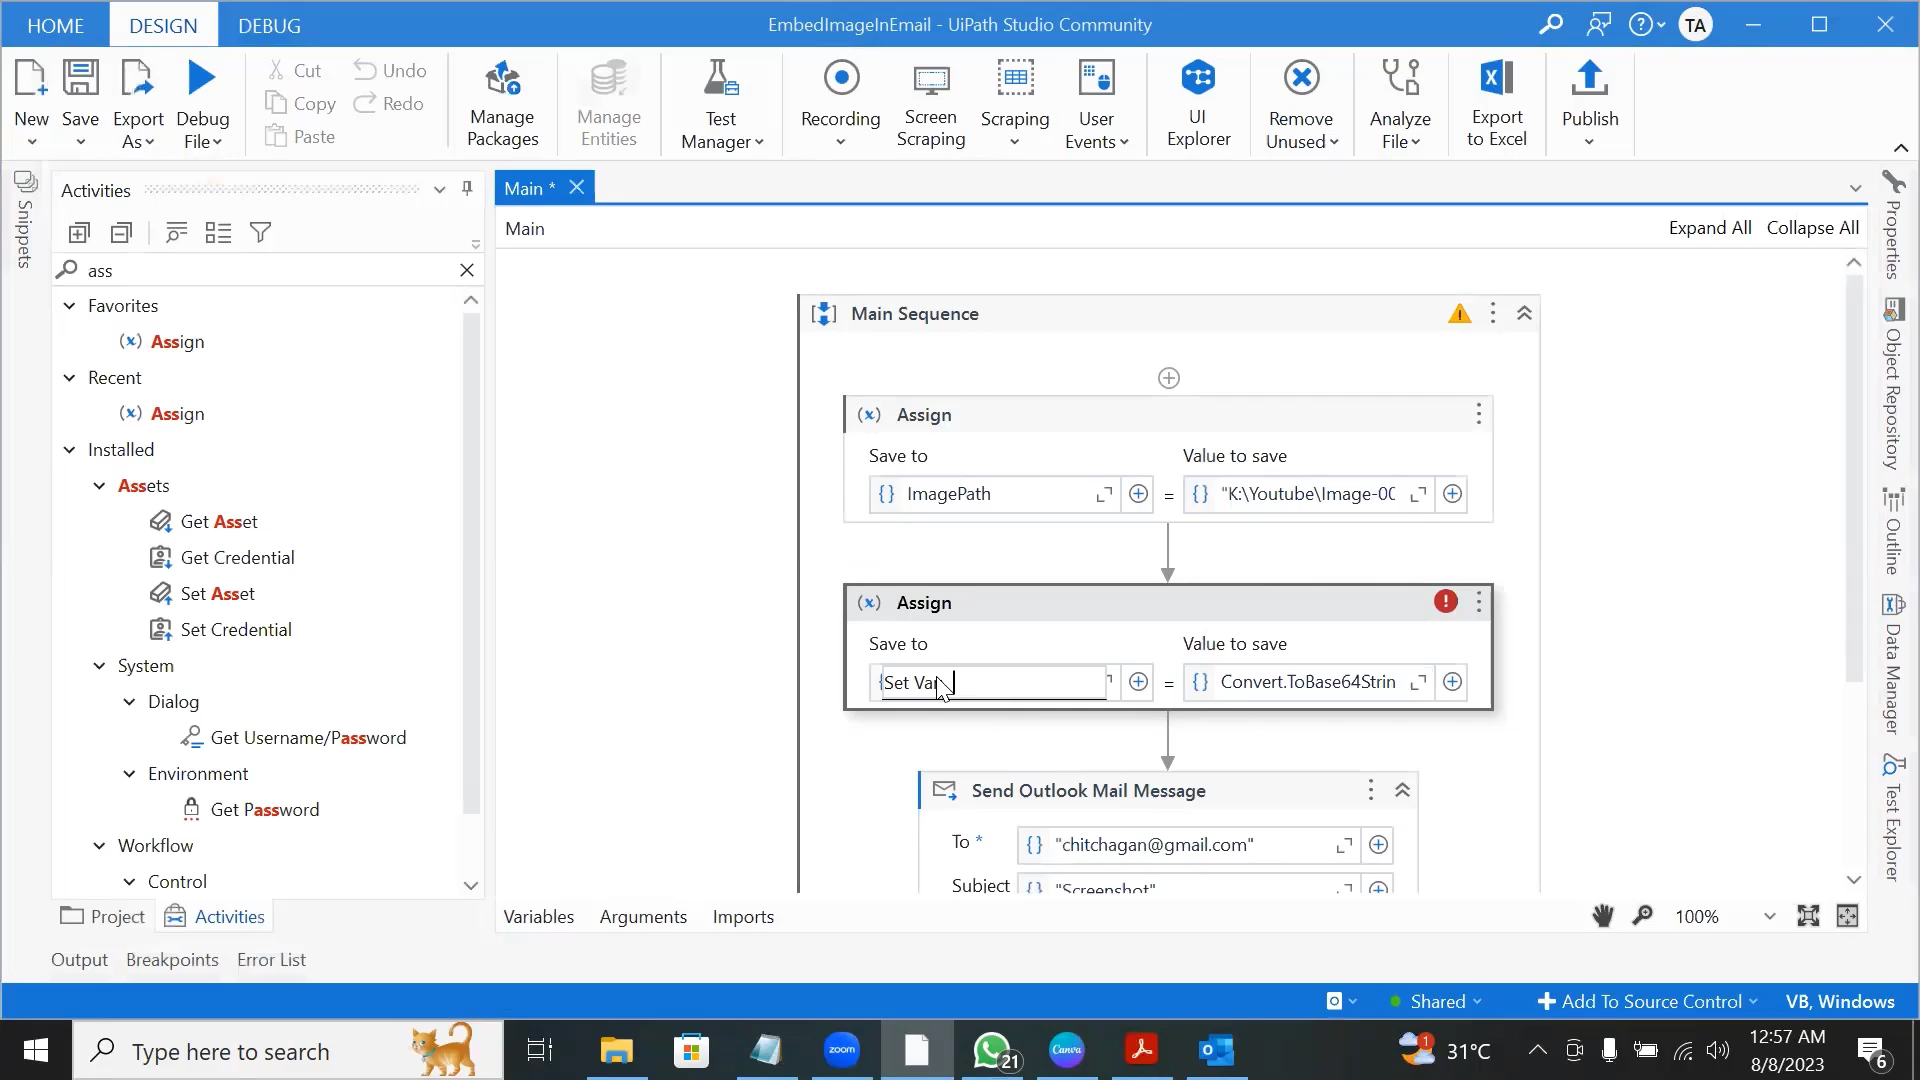 HOME DESIGN DEBUG EmbedImageInEmail - UiPath Studio Community TA
New Save Export As Debug File
Cut Copy Paste Undo Redo
Manage Packages
Manage Entities
Test Manager
Recording Screen Scraping Scraping User Events
UI Explorer
Remove Unused
Analyze File
Export to Excel
Publish
Snippets
Activities
ass
Favorites
Assign
Recent
Assign
Installed
Assets
Get Asset
Get Credential
Set Asset
Set Credential
System
Dialog
Get Username/Password
Environment
Get Password
Workflow
Control
Project Activities
Main *
Main Expand All Collapse All
Main Sequence
Assign
Save to Value to save
ImagePath = "K:\Youtube\Image-00
Assign
Save to Value to save
Set Var = Convert.ToBase64Strin
Send Outlook Mail Message
To * "chitchagan@gmail.com"
Subject "Screenshot"
Variables Arguments Imports 100%
Properties
Object Repository
Outline
Data Manager
Test Explorer
Output Breakpoints Error List
Shared Add To Source Control VB, Windows
Type here to search zoom 21 Canva 1 31°C 12:57 AM
8/8/2023 6